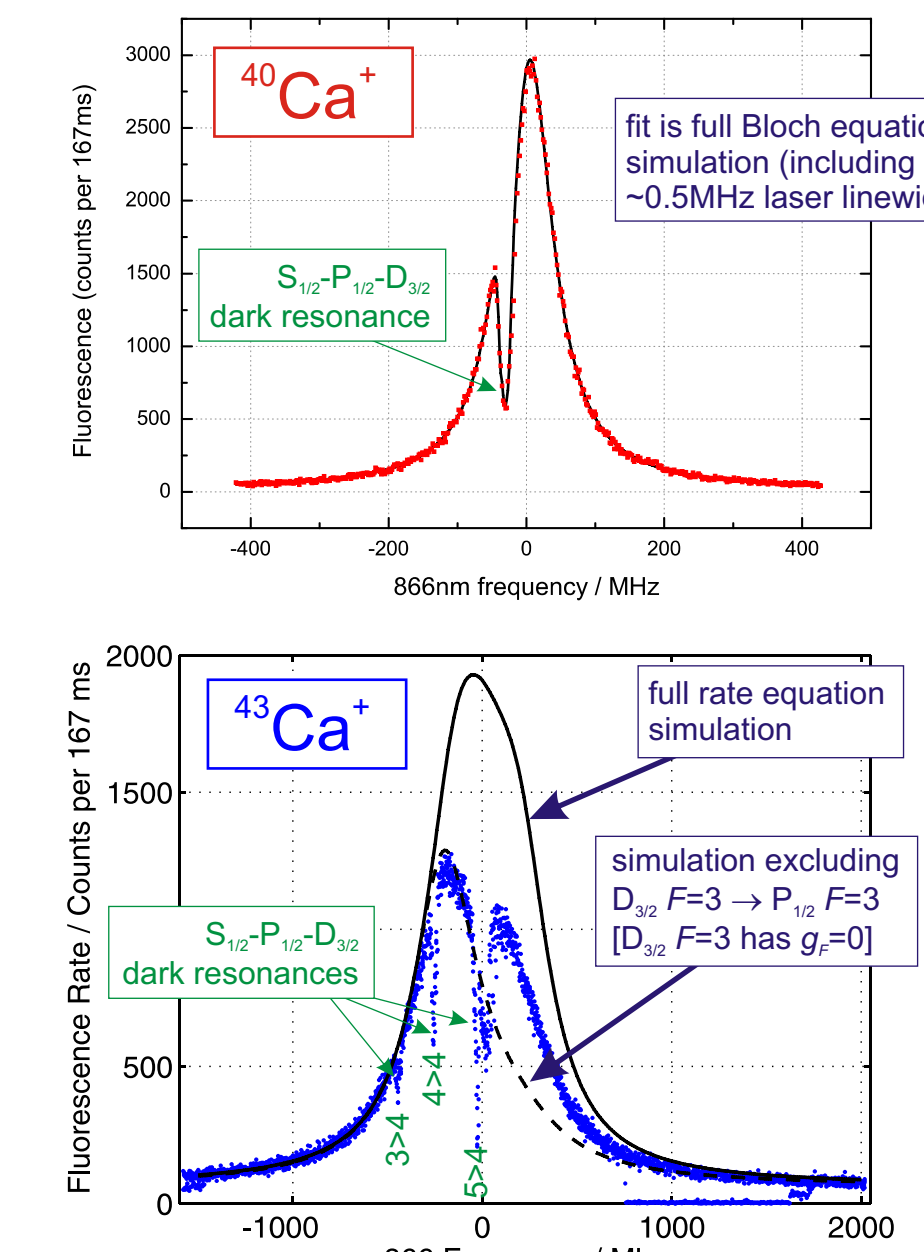 3000
2500
2000
1500
1000
500
0
Fluorescence (counts per 167ms)
40Ca+
fit is full Bloch
simulation (including
~0.5MHz laser
S1/2-P1/2-D3/2
dark resonance
-400 -200 0 200 400
866nm frequency / MHz
2000
1500
500
0
Fluorescence Rate / Counts per 167 ms
43Ca+
full rate equation
simulation
simulation excluding
D3/2 F=3 → P1/2 F=3
[D3/2 F=3 has gF=0]
S1/2-P1/2-D3/2
dark resonances
3>4
4>4
5>4
-1000 0 1000 2000